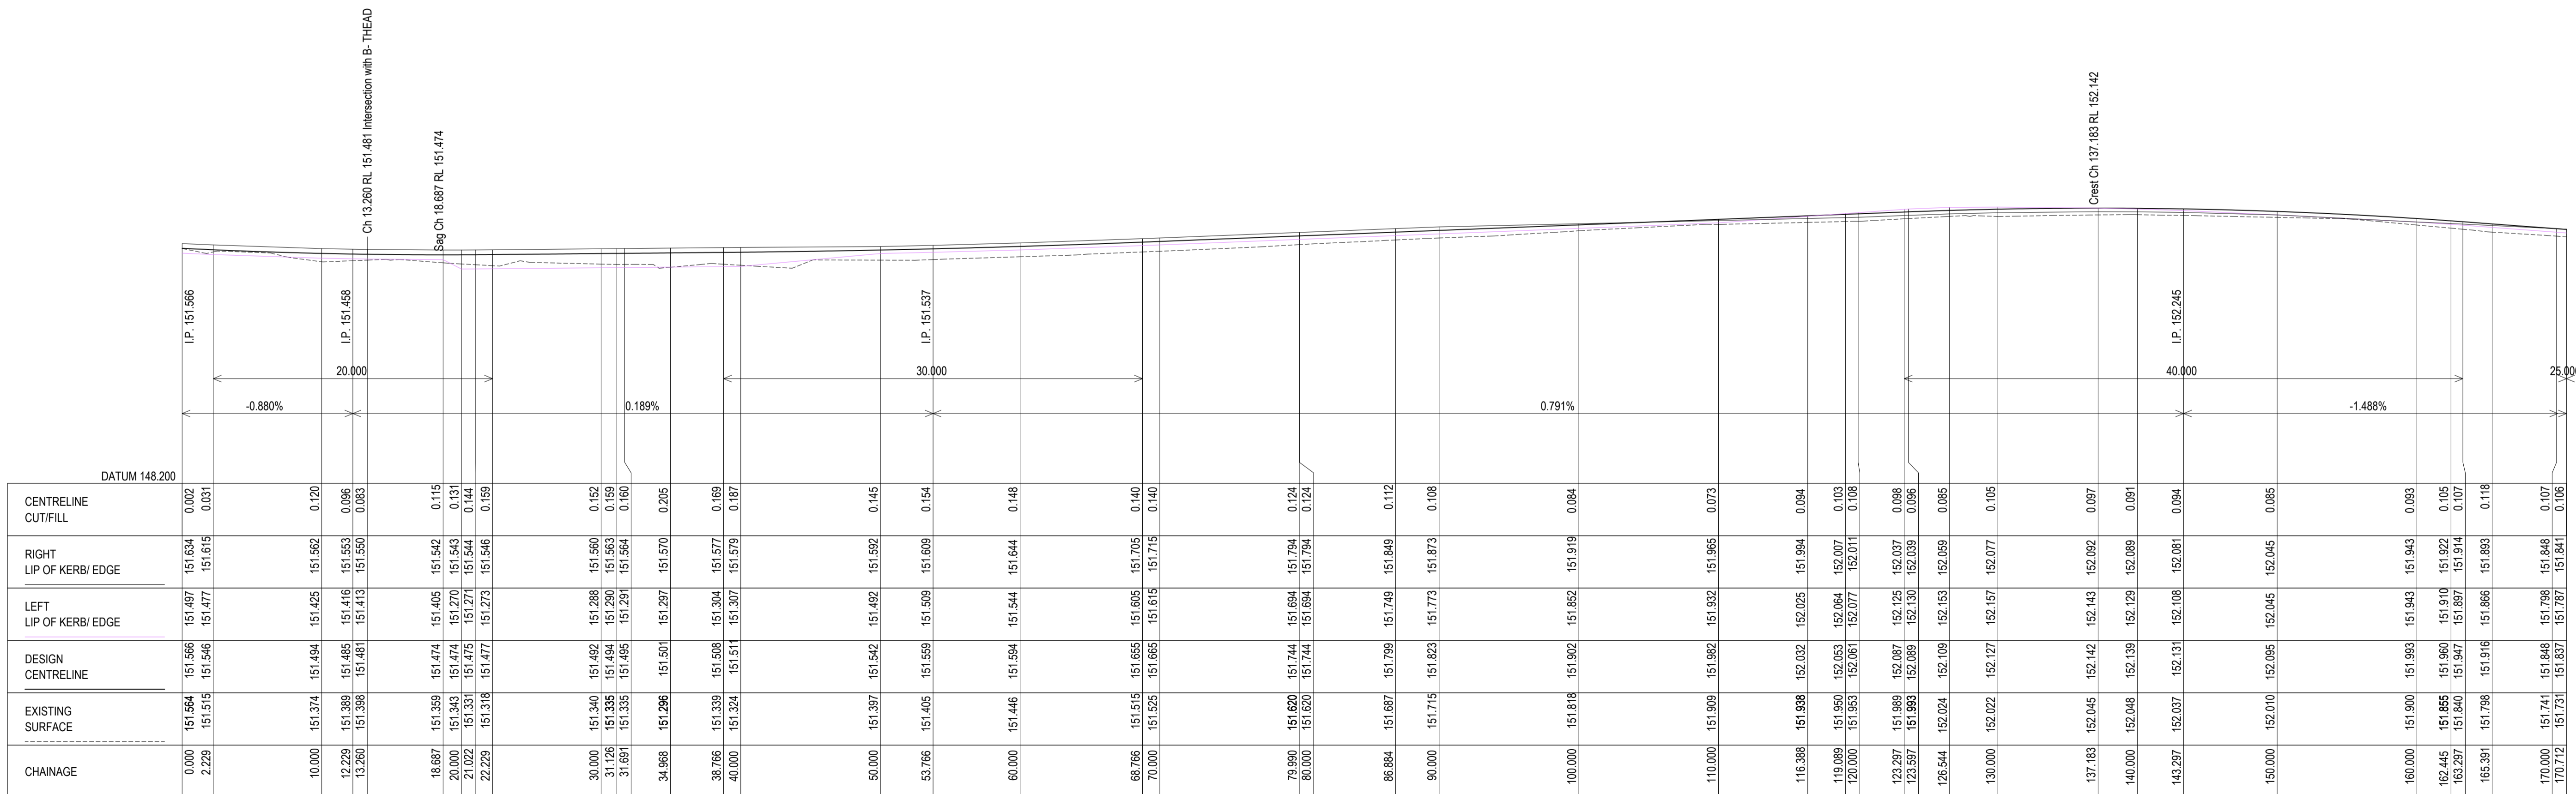 Ch 13.260 RL 151.481 Intersection with B- THEAD
Sag Ch 18.687 RL 151.474
Crest Ch 137.183 RL 152.142
I.P. 151.566
I.P. 151.458
I.P. 151.537
I.P. 152.245
20.000 30.000 40.000 25.00
-0.880% 0.189% 0.791% -1.488%
DATUM 148.200
CENTRELINE
CUT/FILL
0.002 0.031 0.120 0.096 0.083 0.115 0.131 0.144 0.159 0.152 0.159 0.160 0.205 0.169 0.187 0.145 0.154 0.148 0.140 0.140 0.124 0.124 0.112 0.108 0.084 0.073 0.094 0.103 0.108 0.098 0.096 0.085 0.105 0.097 0.091 0.094 0.085 0.093 0.105 0.107 0.118 0.107 0.106
RIGHT
LIP OF KERB/ EDGE
151.634 151.615 151.562 151.553 151.550 151.542 151.543 151.544 151.546 151.560 151.563 151.564 151.570 151.577 151.579 151.592 151.609 151.644 151.705 151.715 151.794 151.794 151.849 151.873 151.919 151.965 151.994 152.007 152.011 152.037 152.039 152.059 152.077 152.092 152.089 152.081 152.045 151.943 151.922 151.914 151.893 151.848 151.841
LEFT
LIP OF KERB/ EDGE
151.497 151.477 151.425 151.416 151.413 151.405 151.270 151.271 151.273 151.288 151.290 151.291 151.297 151.304 151.307 151.492 151.509 151.544 151.605 151.615 151.694 151.694 151.749 151.773 151.852 151.932 152.025 152.064 152.077 152.125 152.130 152.153 152.157 152.143 152.129 152.108 152.045 151.943 151.910 151.897 151.866 151.798 151.787
DESIGN
CENTRELINE
151.566 151.546 151.494 151.485 151.481 151.474 151.474 151.475 151.477 151.492 151.494 151.495 151.501 151.508 151.511 151.542 151.559 151.594 151.655 151.665 151.744 151.744 151.799 151.823 151.902 151.982 152.032 152.053 152.061 152.087 152.089 152.109 152.127 152.142 152.139 152.131 152.095 151.993 151.960 151.947 151.916 151.848 151.837
EXISTING
SURFACE
151.564 151.515 151.374 151.389 151.398 151.359 151.343 151.331 151.318 151.340 151.335 151.335 151.296 151.339 151.324 151.397 151.405 151.446 151.515 151.525 151.620 151.620 151.687 151.715 151.818 151.909 151.938 151.950 151.953 151.989 151.993 152.024 152.022 152.045 152.048 152.037 152.010 151.900 151.855 151.840 151.798 151.741 151.731
CHAINAGE
0.000 2.229 10.000 12.229 13.260 18.687 20.000 21.022 22.229 30.000 31.126 31.691 34.968 38.766 40.000 50.000 53.766 60.000 68.766 70.000 79.990 80.000 86.884 90.000 100.000 110.000 116.388 119.089 120.000 123.297 123.597 126.544 130.000 137.183 140.000 143.297 150.000 160.000 162.445 163.297 165.391 170.000 170.712